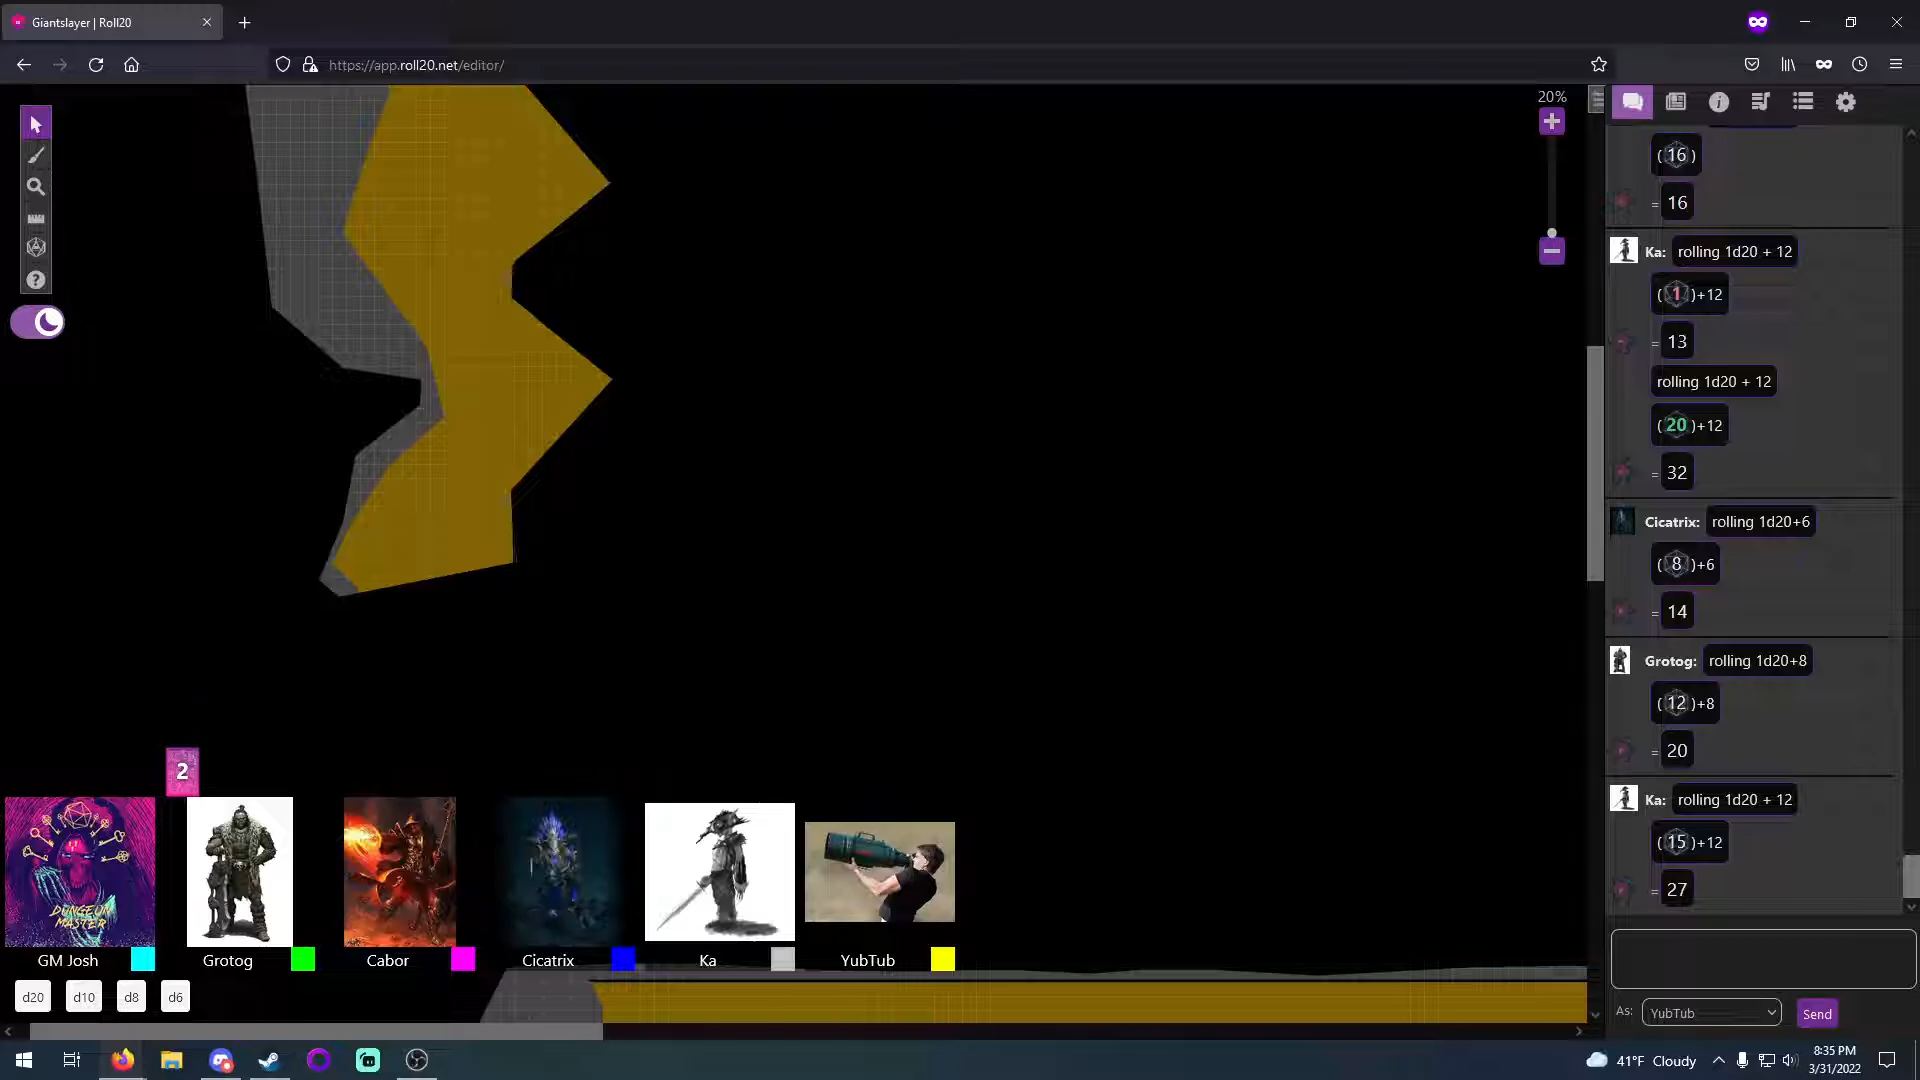 Giantslayer | Roll20
https://app.roll20.net/editor/
20%
(16)
= 16
Ka: rolling 1d20 + 12
(1)+12
= 13
rolling 1d20 + 12
(20)+12
= 32
Cicatrix: rolling 1d20+6
(8)+6
= 14
Grotog: rolling 1d20+8
(12)+8
= 20
Ka: rolling 1d20 + 12
(15)+12
= 27
2
DUNGEON
MASTER
GM Josh
Grotog
Cabor
Cicatrix
Ka
YubTub
d20
d10
d8
d6
As: YubTub
Send
41°F Cloudy
8:35 PM
3/31/2022